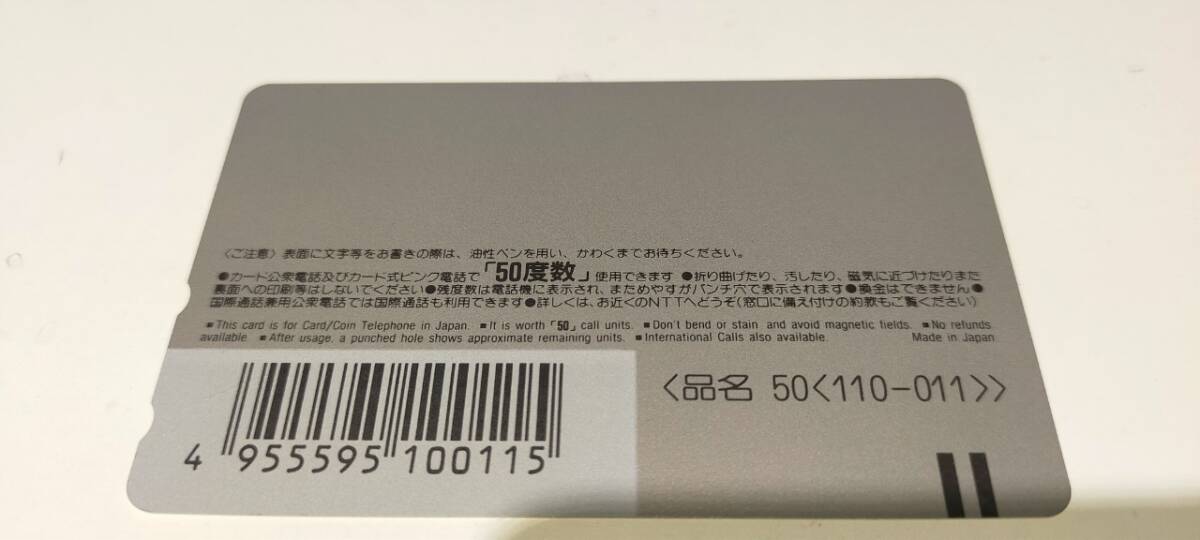 〈ご注意〉表面に文字等をお書きの際は、油性ペンを用い、かわくまでお待ちください。
●カード公衆電話及びカード式ピンク電話で「50度数」使用できます ●折り曲げたり、汚したり、磁気に近づけたりまた
裏面への印刷等はしないでください●残度数は電話機に表示され、まためやすがパンチ穴で表示されます●換金はできません●
国際通話兼用公衆電話では国際通話も利用できます●詳しくは、お近くのNTTへどうぞ(窓口に備え付けの約款もご覧ください)
■This card is for Card/Coin Telephone in Japan. ■It is worth「50」call units. ■Don't bend or stain and avoid magnetic fields. ■No refunds
available. ■After usage, a punched hole shows approximate remaining units. ■International Calls also available. Made in Japan
〈品名 50〈110-011〉〉
4 955595 100115